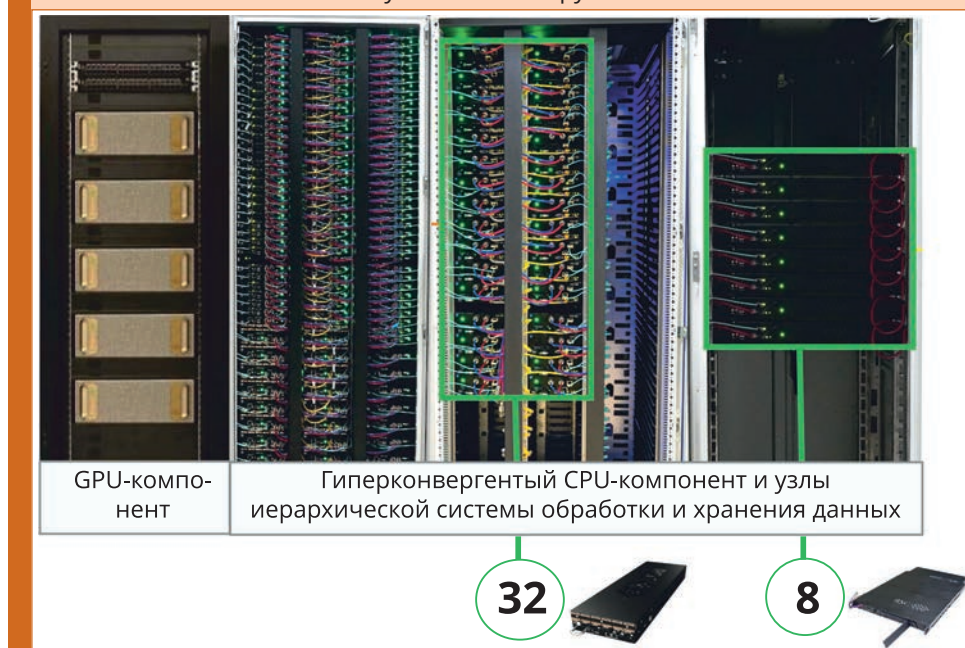 GPU-компо-
нент
Гиперконвергентый CPU-компонент и узлы
иерархической системы обработки и хранения данных
32
8